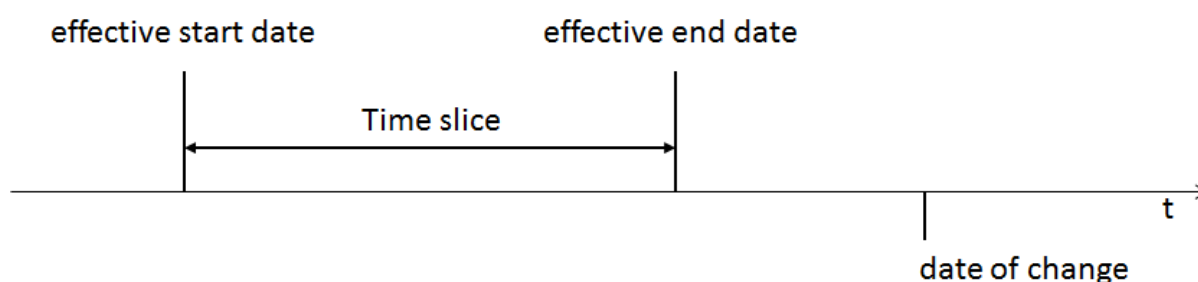 effective start date
effective end date
Time slice
t
date of change